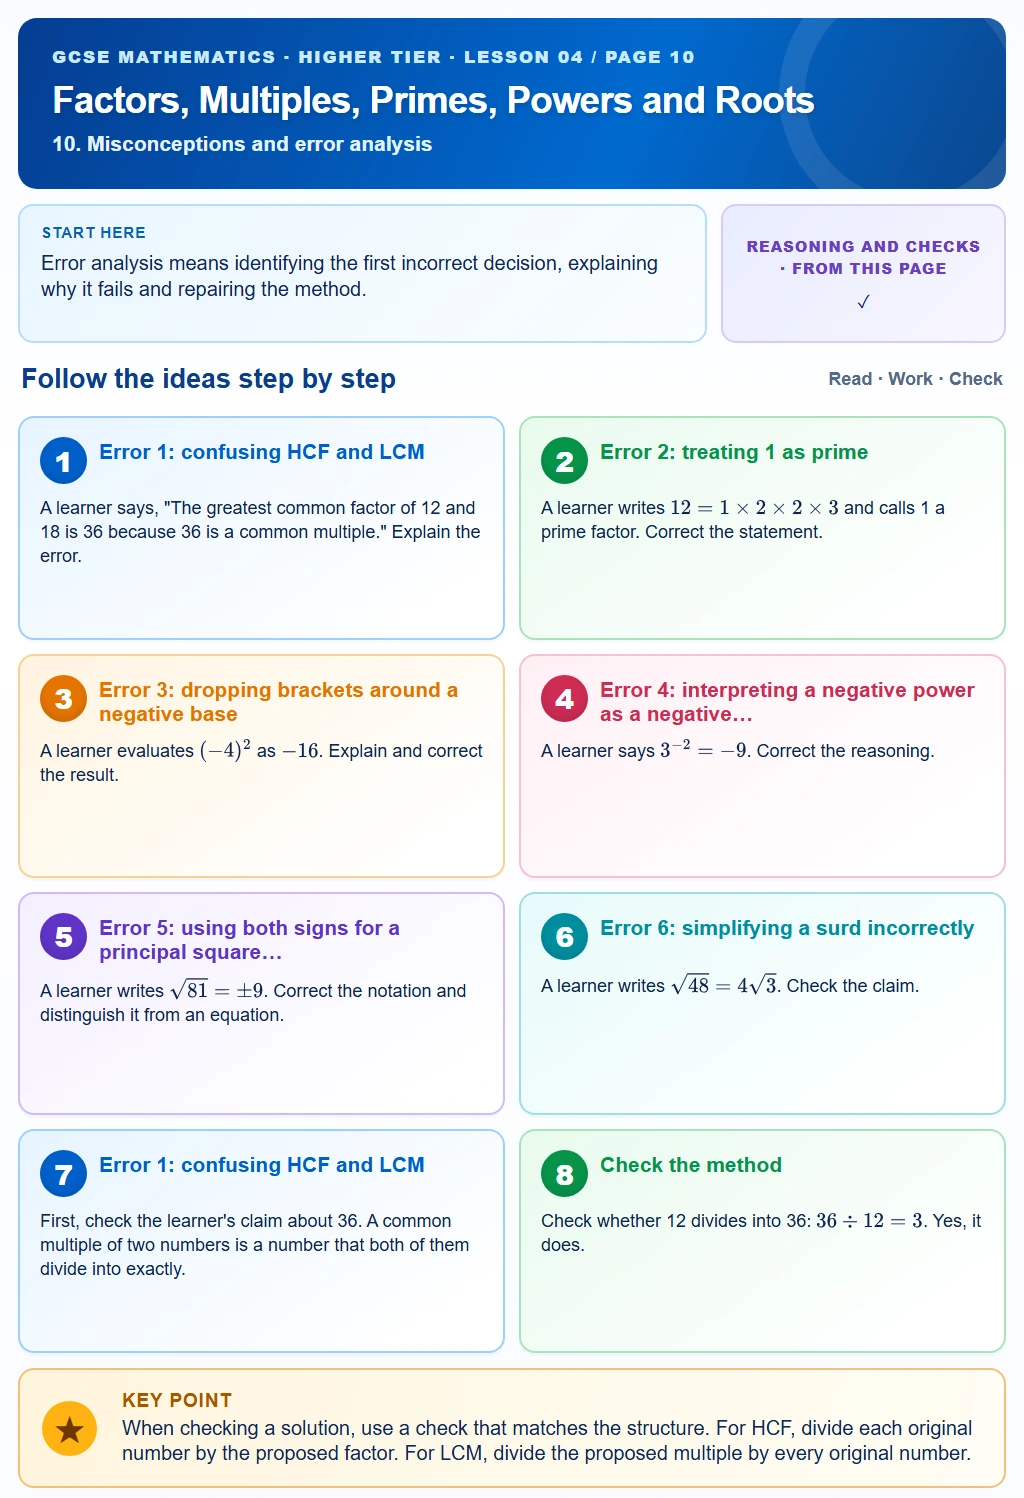 GCSE MATHEMATICS · HIGHER TIER · LESSON 04 / PAGE 10
Factors, Multiples, Primes, Powers and Roots
10. Misconceptions and error analysis
START HERE
Error analysis means identifying the first incorrect decision, explaining
why it fails and repairing the method.
REASONING AND CHECKS
· FROM THIS PAGE
✓
Follow the ideas step by step
Read · Work · Check
1
Error 1: confusing HCF and LCM
A learner says, "The greatest common factor of 12 and
18 is 36 because 36 is a common multiple." Explain the
error.
2
Error 2: treating 1 as prime
A learner writes 12 = 1 × 2 × 2 × 3 and calls 1 a
prime factor. Correct the statement.
3
Error 3: dropping brackets around a
negative base
A learner evaluates (−4)² as −16. Explain and correct
the result.
4
Error 4: interpreting a negative power
as a negative…
A learner says 3⁻² = −9. Correct the reasoning.
5
Error 5: using both signs for a
principal square…
A learner writes √81 = ±9. Correct the notation and
distinguish it from an equation.
6
Error 6: simplifying a surd incorrectly
A learner writes √48 = 4√3. Check the claim.
7
Error 1: confusing HCF and LCM
First, check the learner's claim about 36. A common
multiple of two numbers is a number that both of them
divide into exactly.
8
Check the method
Check whether 12 divides into 36: 36 ÷ 12 = 3. Yes, it
does.
KEY POINT
When checking a solution, use a check that matches the structure. For HCF, divide each original
number by the proposed factor. For LCM, divide the proposed multiple by every original number.